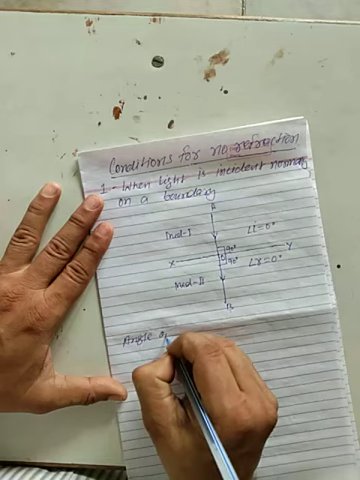 Conditions for no refraction
1- When light is incident normally
on a boundary
A
Med-I
90°
∠i=0°
X
Y
90°
∠r=0°
Med-II
B
Angle o